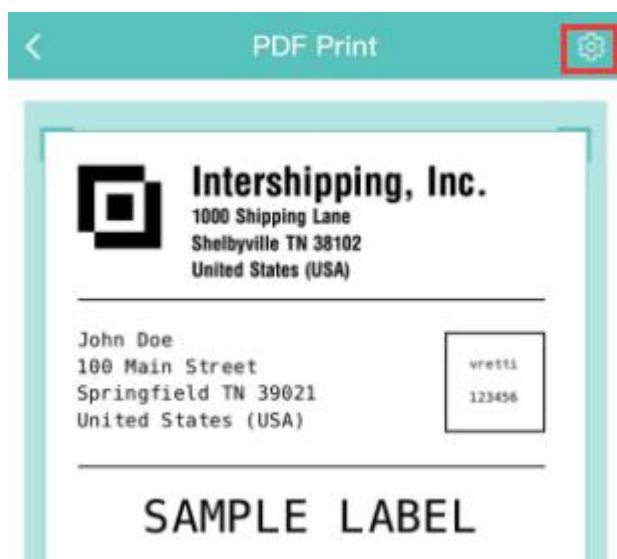 PDF Print
Intershipping, Inc.
1000 Shipping Lane
Shelbyville TN 38102
United States (USA)
John Doe
100 Main Street
Springfield TN 39021
United States (USA)
vretti
123456
SAMPLE LABEL